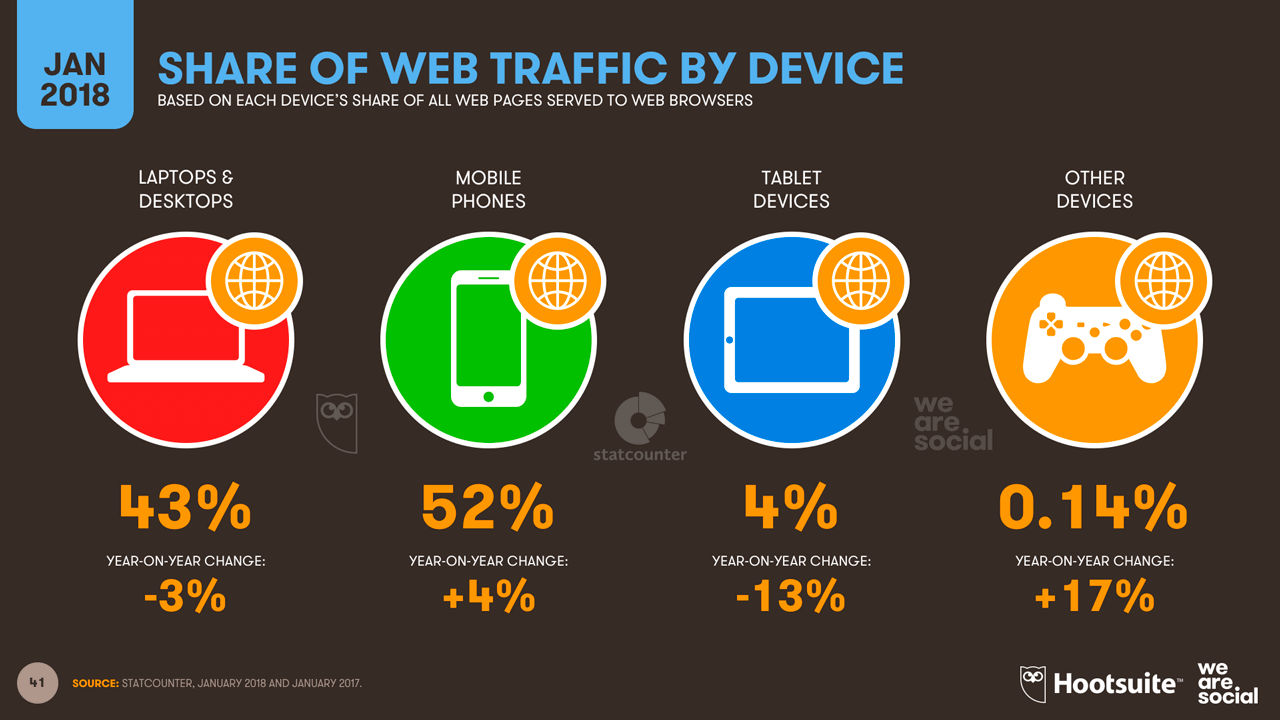 JAN
2018
SHARE OF WEB TRAFFIC BY DEVICE
BASED ON EACH DEVICE'S SHARE OF ALL WEB PAGES SERVED TO WEB BROWSERS
LAPTOPS &
DESKTOPS
MOBILE
PHONES
TABLET
DEVICES
OTHER
DEVICES
statcounter
we
are
social
43%
52%
4%
0.14%
YEAR-ON-YEAR CHANGE:
YEAR-ON-YEAR CHANGE:
YEAR-ON-YEAR CHANGE:
YEAR-ON-YEAR CHANGE:
-3%
+4%
-13%
+17%
41
SOURCE: STATCOUNTER, JANUARY 2018 AND JANUARY 2017.
Hootsuite™
we
are
social